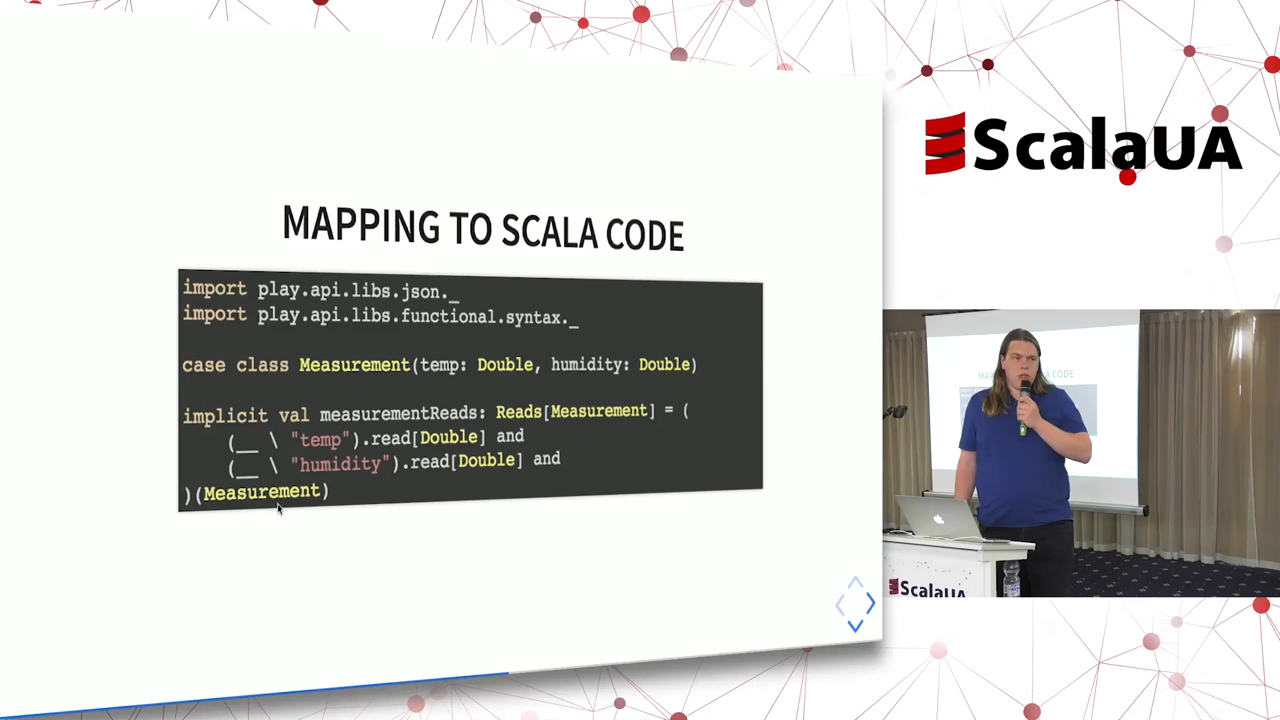 MAPPING TO SCALA CODE
import play.api.libs.json._
import play.api.libs.functional.syntax._
case class Measurement(temp: Double, humidity: Double)
implicit val measurementReads: Reads[Measurement] = (
(__ \ "temp").read[Double] and
(__ \ "humidity").read[Double] and
)(Measurement)
ScalaUA
ScalaUA